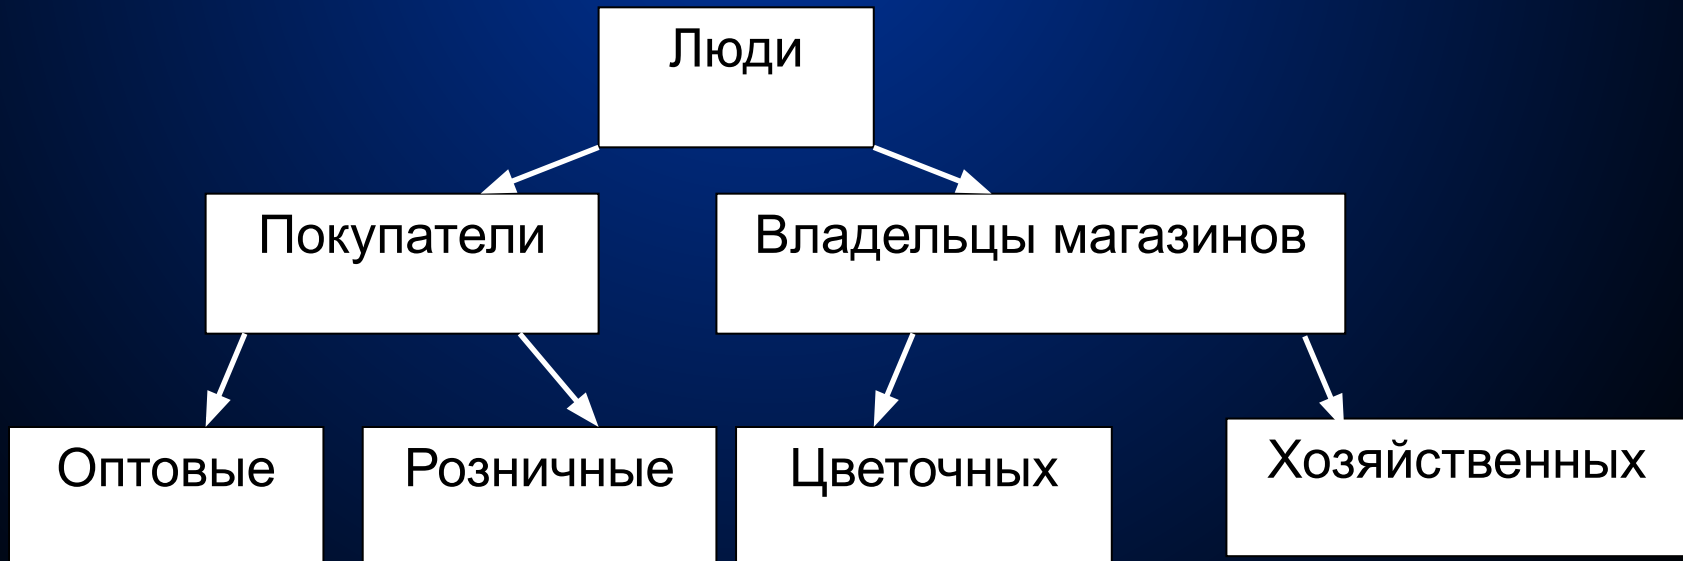 Люди
Покупатели
Владельцы магазинов
Оптовые
Розничные
Цветочных
Хозяйственных